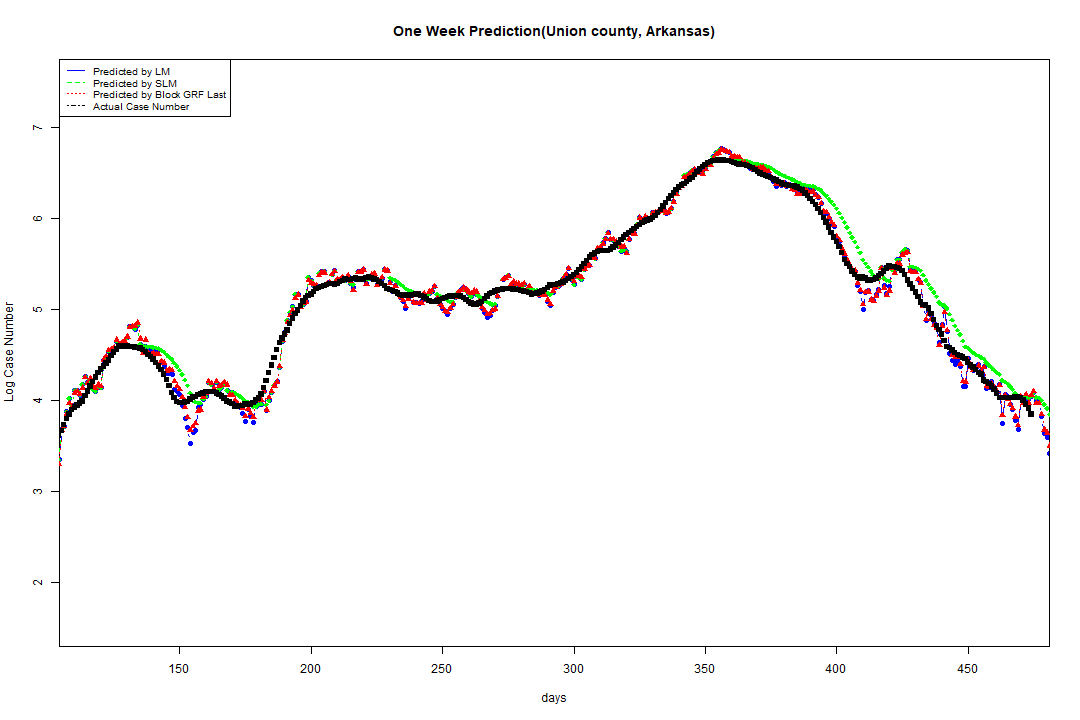 One Week Prediction(Union county, Arkansas)
Predicted by LM
Predicted by SLM
Predicted by Block GRF Last
Actual Case Number
7
6
5
4
3
2
Log Case Number
150 200 250 300 350 400 450
days